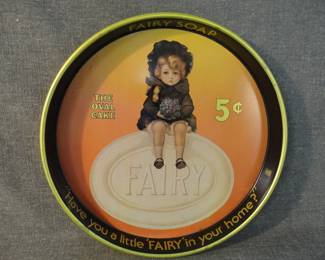 FAIRY SOAP
THE
OVAL
CAKE
5¢
FAIRY
"Have you a little "FAIRY" in your home?"